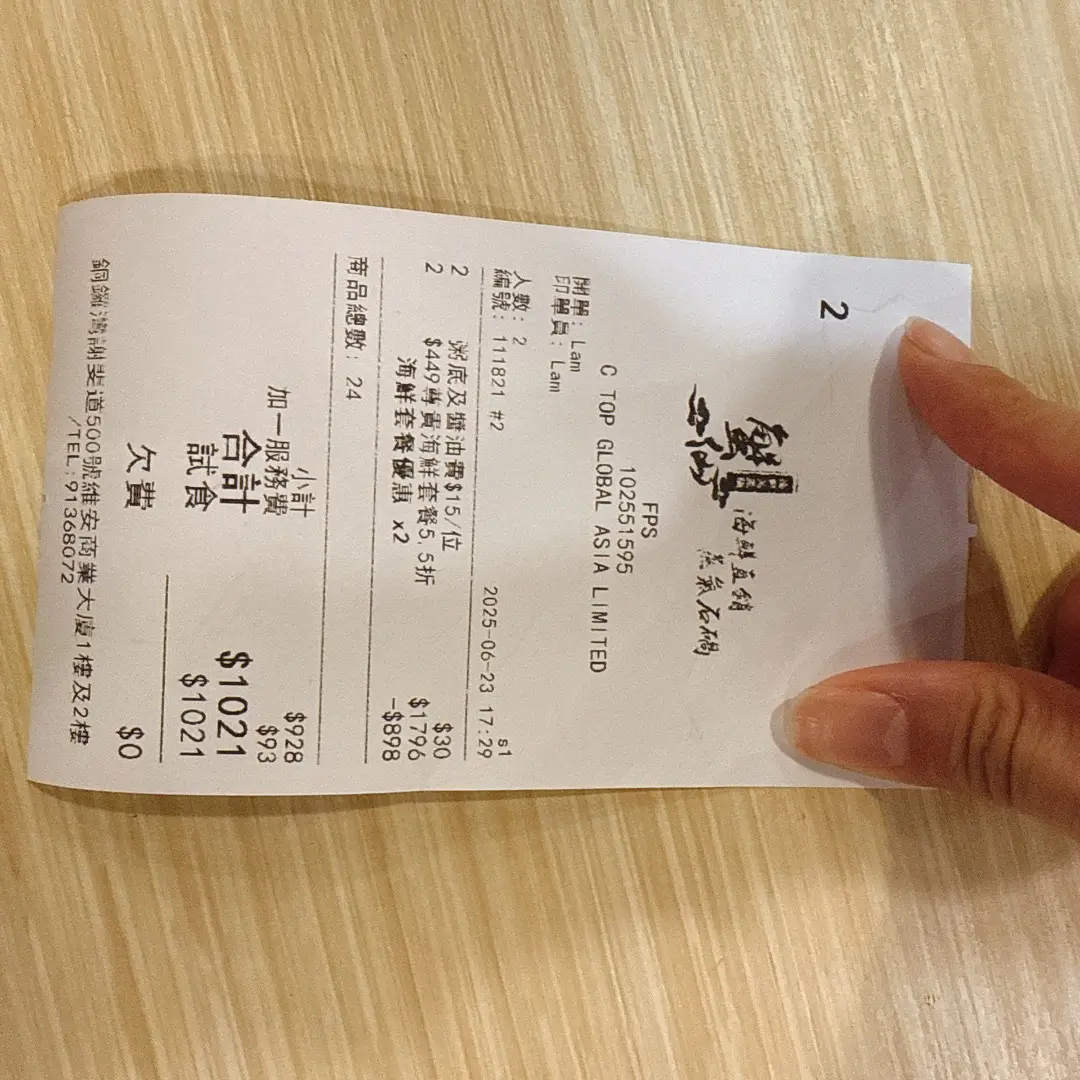 2
蟹
山
海鮮直銷
蒸氣石鍋
FPS
102551595
C TOP GLOBAL ASIA LIMITED
開單: Lam
印單員: Lam
人數: 2 s1
編號: 111821 #2 2025-06-23 17:29
2 粥底及醬油費$15/位 $30
2 $449尊貴海鮮套餐5.5折 $1796
海鮮套餐優惠 x2 -$898
商品總數: 24
小計 $928
加一服務費 $93
合計 $1021
試食 $1021
欠費 $0
銅鑼灣謝斐道500號維安商業大廈1樓及2樓
/TEL:91368072